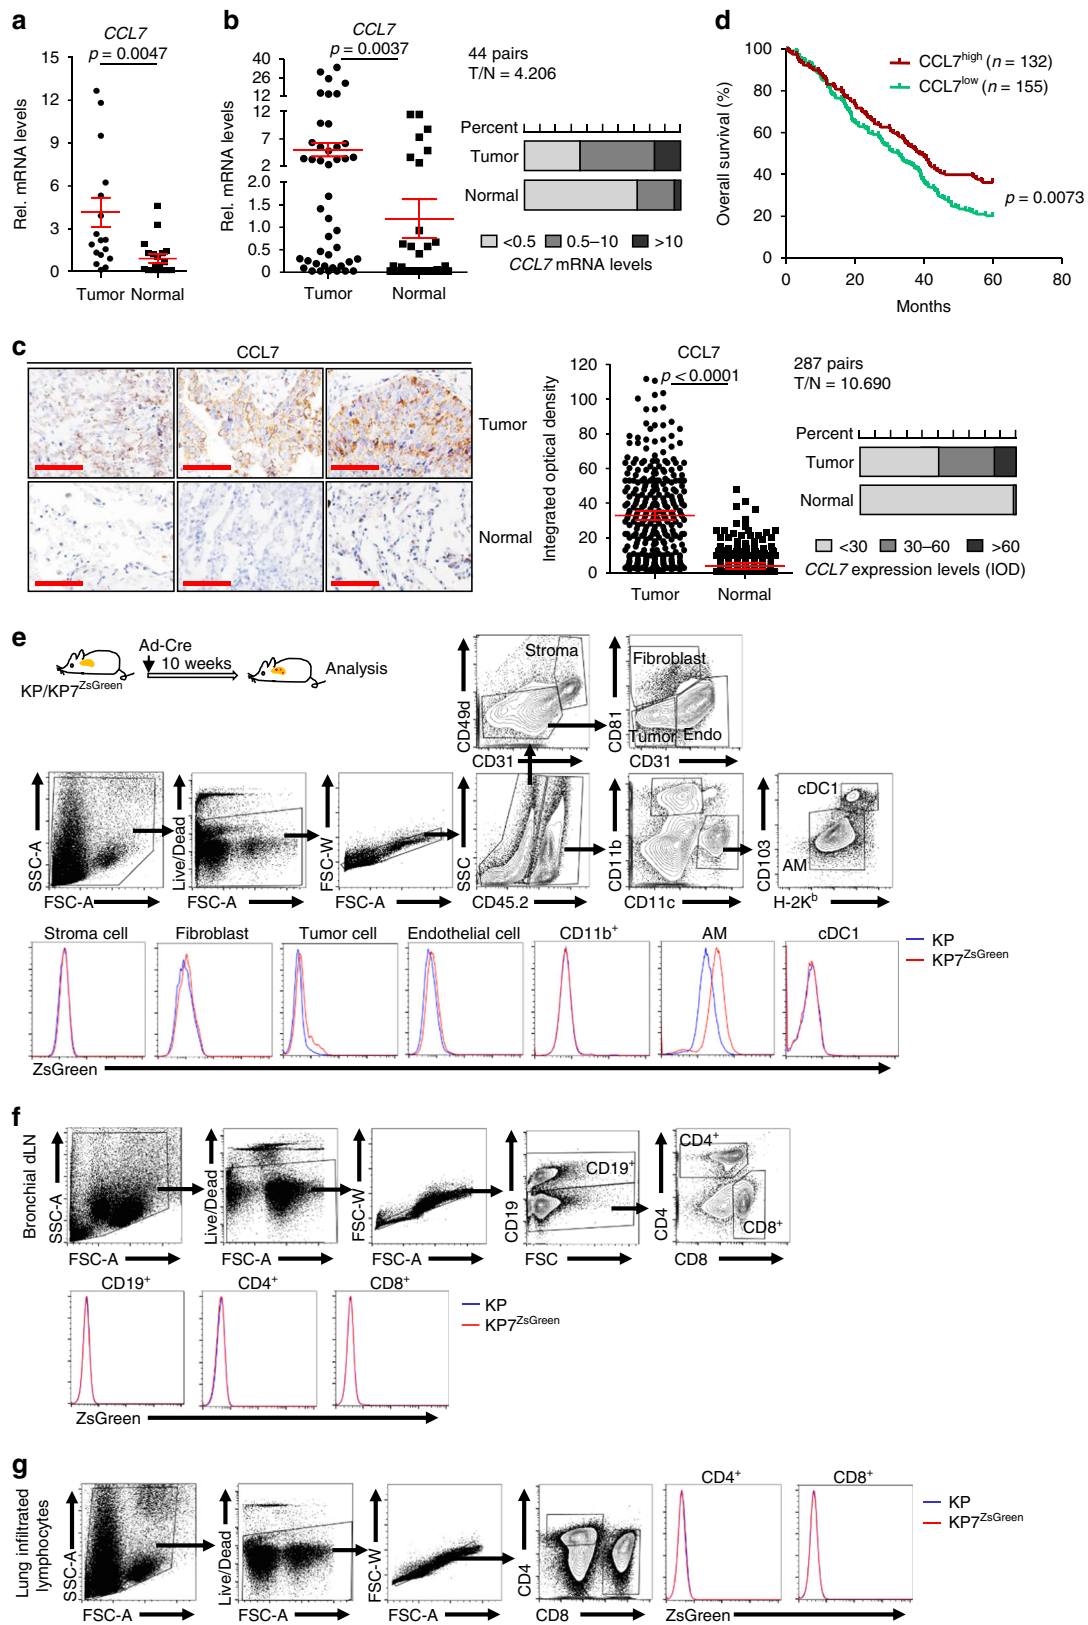 a
CCL7
p = 0.0047
Rel. mRNA levels
15
12
9
6
3
0
Tumor Normal
b
CCL7
p = 0.0037
Rel. mRNA levels
40
26
12
12
7
2
2.0
1.5
1.0
0.5
0
Tumor Normal
44 pairs
T/N = 4.206
Percent
Tumor
Normal
<0.5 0.5–10 >10
CCL7 mRNA levels
d
Overall survival (%)
100
80
60
40
20
0
CCL7high (n = 132)
CCL7low (n = 155)
p = 0.0073
0 20 40 60 80
Months
c
CCL7
Tumor
Normal
CCL7
p < 0.0001
Integrated optical density
120
100
80
60
40
20
0
Tumor Normal
287 pairs
T/N = 10.690
Percent
Tumor
Normal
<30 30–60 >60
CCL7 expression levels (IOD)
e
Ad-Cre
10 weeks
Analysis
KP/KP7ZsGreen
Stroma
CD49d
CD31
Fibroblast
Tumor Endo
CD81
CD31
SSC-A
FSC-A
Live/Dead
FSC-A
FSC-W
FSC-A
SSC
CD45.2
CD11b
CD11c
cDC1
AM
CD103
H-2Kb
Stroma cell Fibroblast Tumor cell Endothelial cell CD11b+ AM cDC1
KP
KP7ZsGreen
ZsGreen
f
Bronchial dLN
SSC-A
FSC-A
Live/Dead
FSC-A
FSC-W
FSC-A
CD19+
CD19
FSC
CD4+
CD8+
CD4
CD8
CD19+ CD4+ CD8+
KP
KP7ZsGreen
ZsGreen
g
Lung infiltrated
lymphocytes
SSC-A
FSC-A
Live/Dead
FSC-A
FSC-W
FSC-A
CD4
CD8
CD4+ CD8+
ZsGreen
KP
KP7ZsGreen